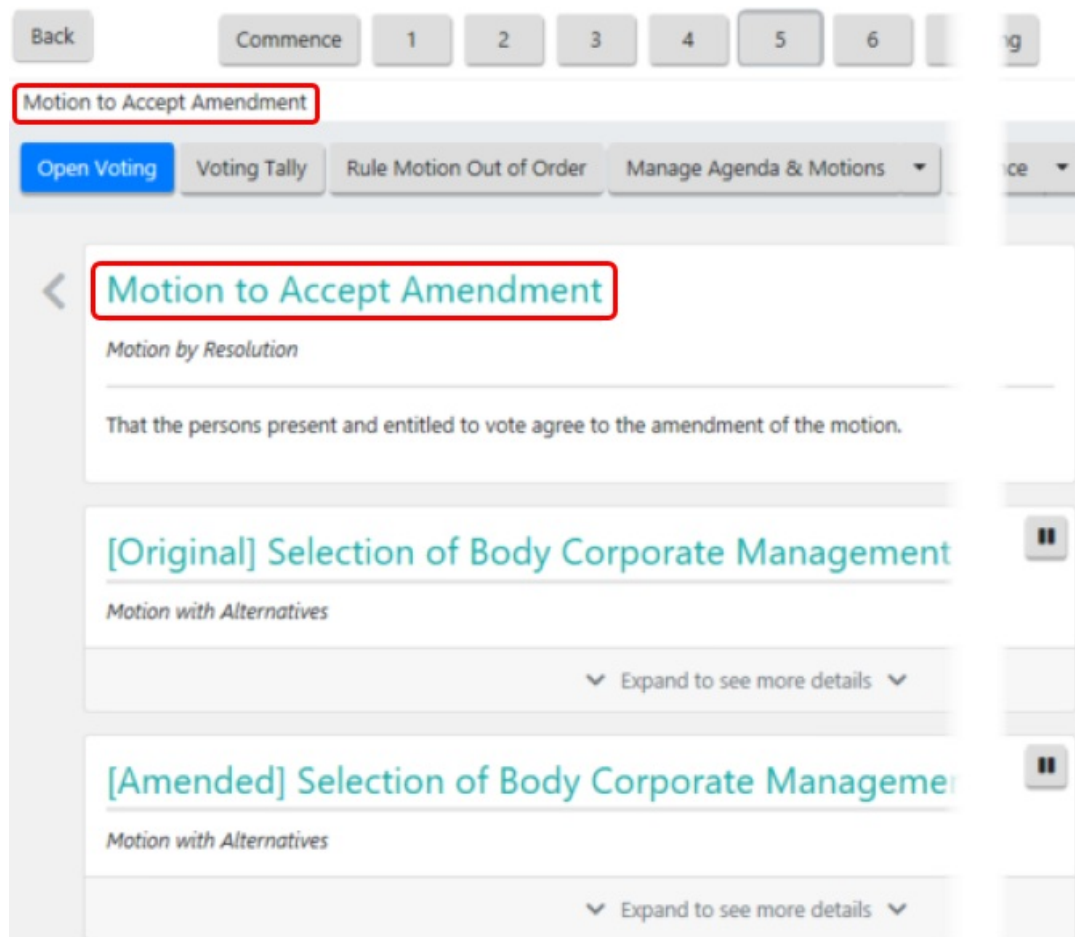 Back Commence 1 2 3 4 5 6
Motion to Accept Amendment
Open Voting Voting Tally Rule Motion Out of Order Manage Agenda & Motions
Motion to Accept Amendment
Motion by Resolution
That the persons present and entitled to vote agree to the amendment of the motion.
[Original] Selection of Body Corporate Management
Motion with Alternatives
Expand to see more details
[Amended] Selection of Body Corporate
Motion with Alternatives
Expand to see more details